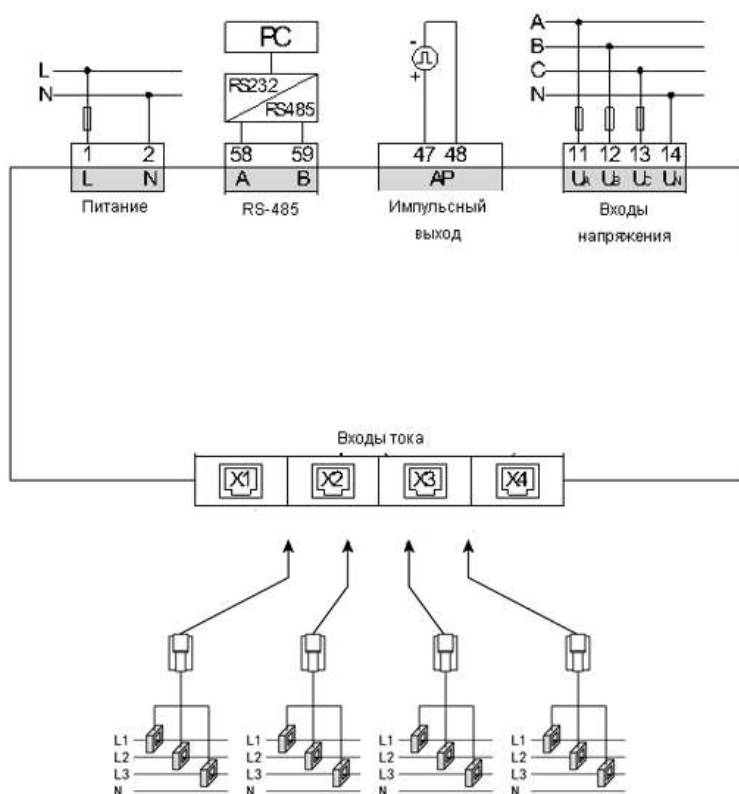 PC
A
B
C
N
L
N
RS232
RS485
1 2
58 59
47 48
11 12 13 14
L N
A B
AP
UA UB UC UN
Питание
RS-485
Импульсный
выход
Входы
напряжения
Входы тока
X1 X2 X3 X4
L1 L1 L1 L1
L2 L2 L2 L2
L3 L3 L3 L3
N N N N